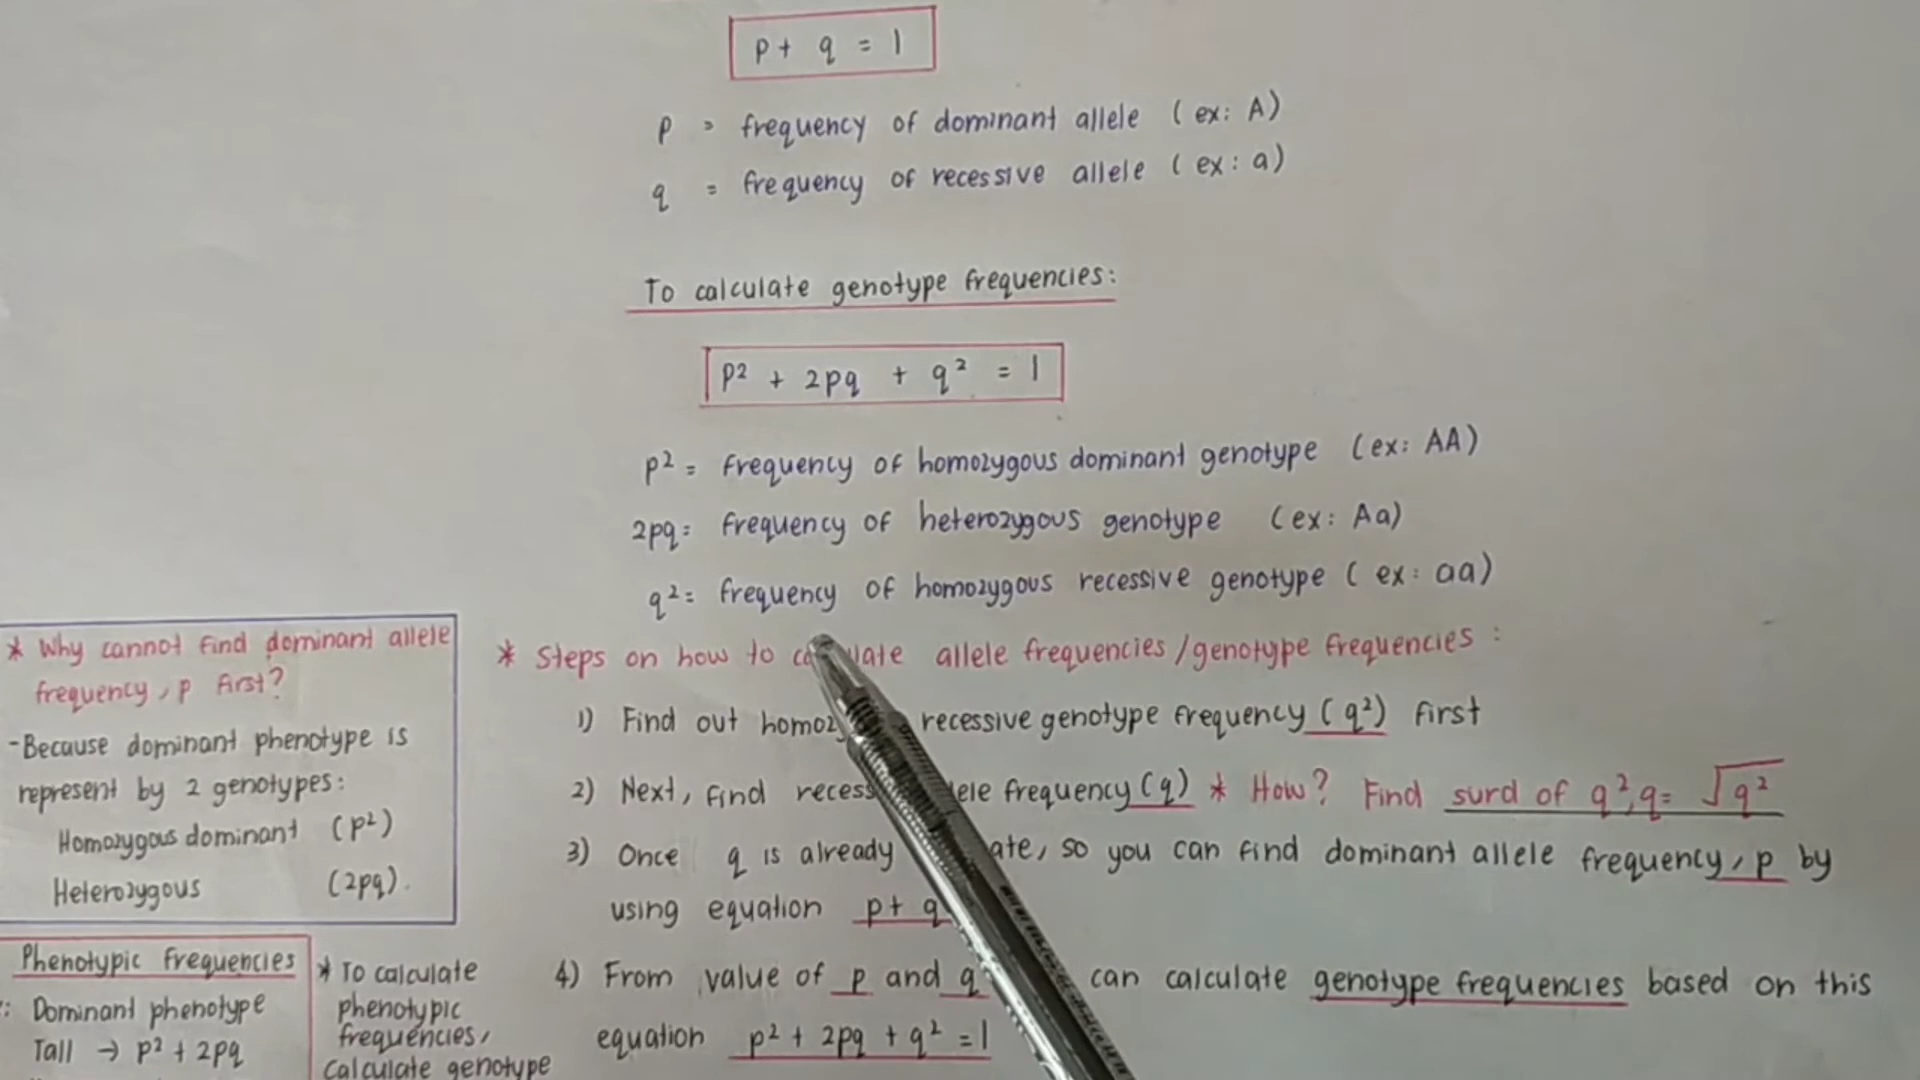 p + q = 1
p = frequency of dominant allele (ex: A)
q = frequency of recessive allele (ex: a)
To calculate genotype frequencies:
p² + 2pq + q² = 1
p² = frequency of homozygous dominant genotype (ex: AA)
2pq = frequency of heterozygous genotype (ex: Aa)
q² = frequency of homozygous recessive genotype (ex: aa)
* Steps on how to allele frequencies/genotype frequencies:
1) Find out recessive genotype frequency (q²) first
2) Next, find frequency (q) * How? Find surd of q², q = √q²
3) Once q is already so you can find dominant allele frequency, p by
using equation p + q
4) From value of p and q can calculate genotype frequencies based on this
equation p² + 2pq + q² = 1
* Why cannot find dominant allele
frequency, p first?
- Because dominant phenotype is
represent by 2 genotypes:
Homozygous dominant (p²)
Heterozygous (2pq).
Phenotypic frequencies
: Dominant phenotype
Tall → p² + 2pq
* To calculate
phenotypic
frequencies,
calculate genotype